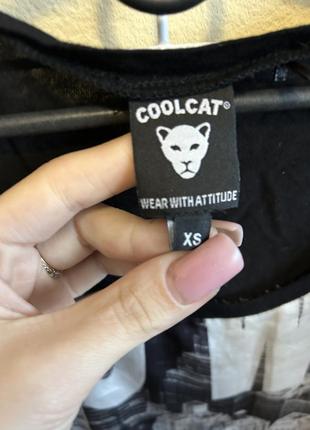 COOLCAT®
WEAR WITH ATTITUDE
XS